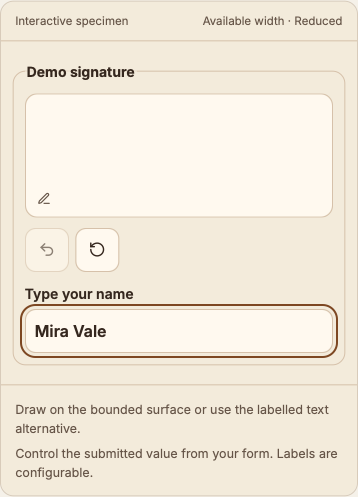 Interactive specimen
Available width · Reduced
Demo signature
Type your name
Mira Vale
Draw on the bounded surface or use the labelled text
alternative.
Control the submitted value from your form. Labels are
configurable.